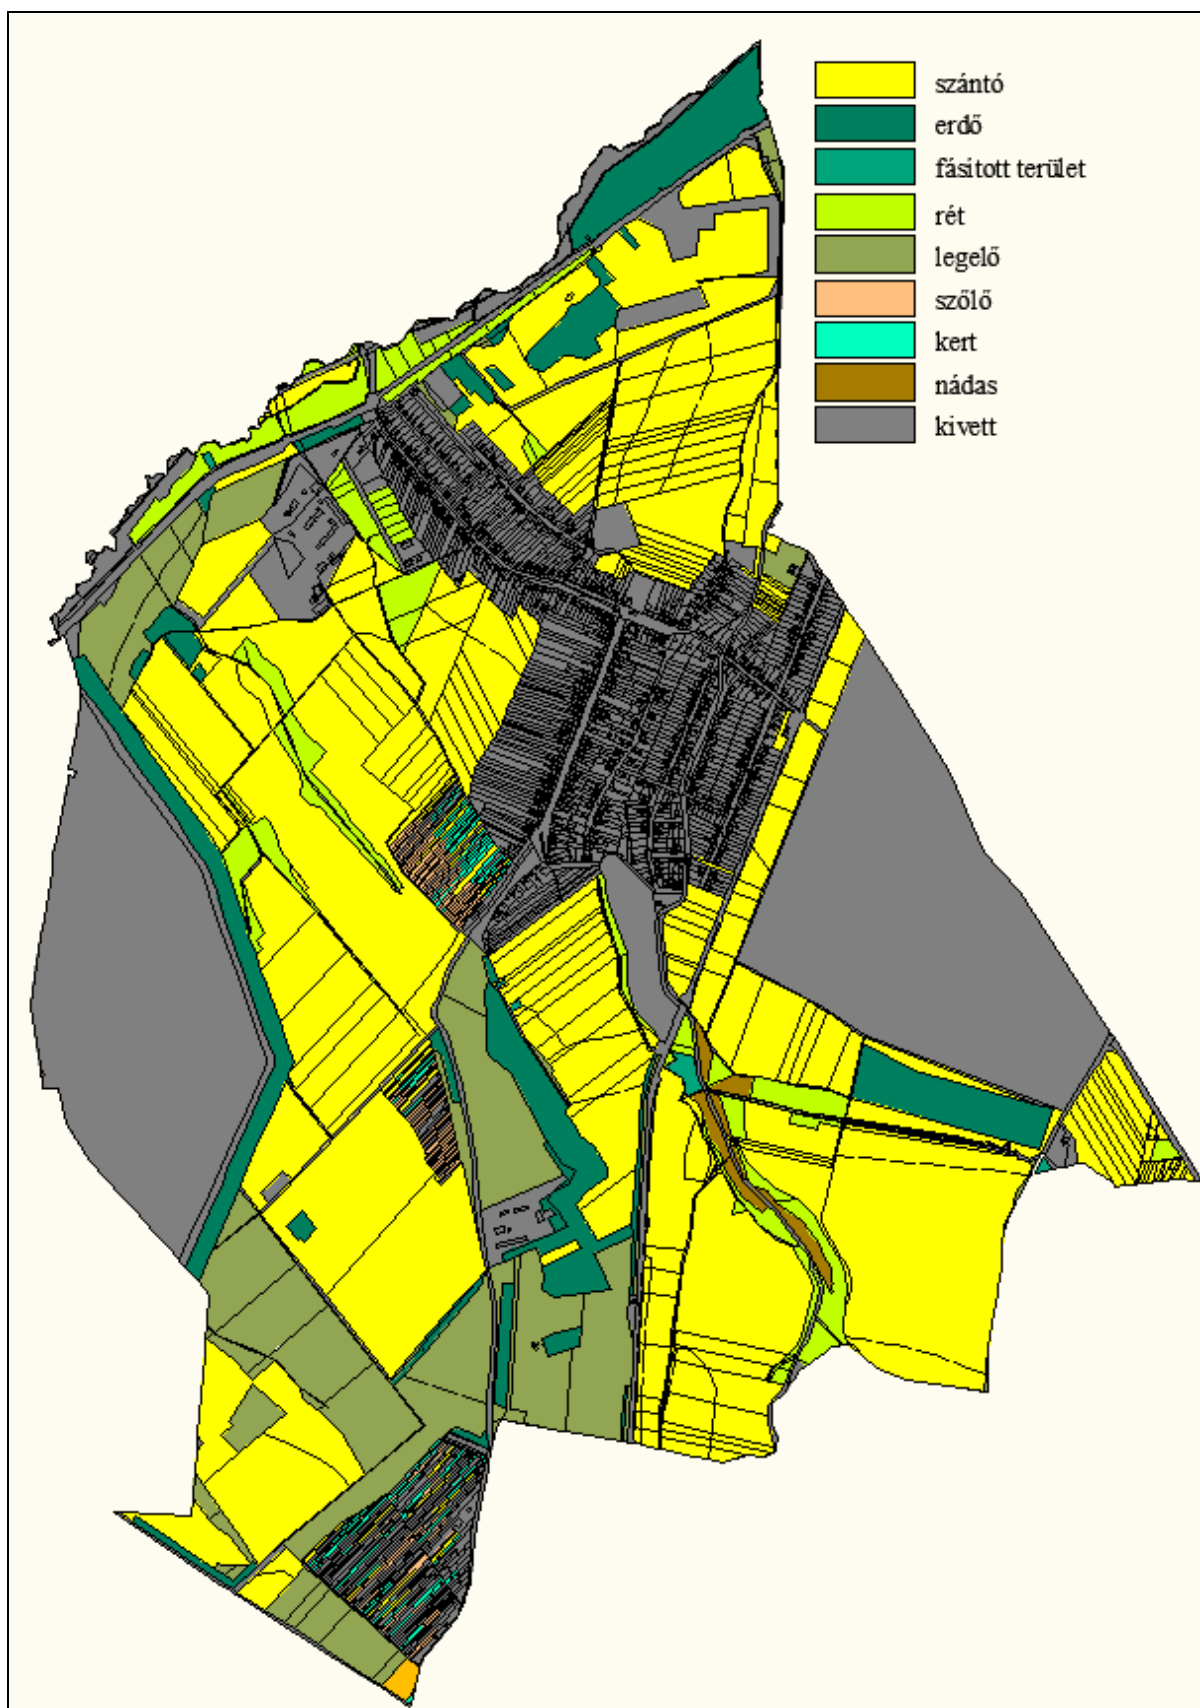 szántó
erdő
fásított terület
rét
legelő
szőlő
kert
nádas
kivett